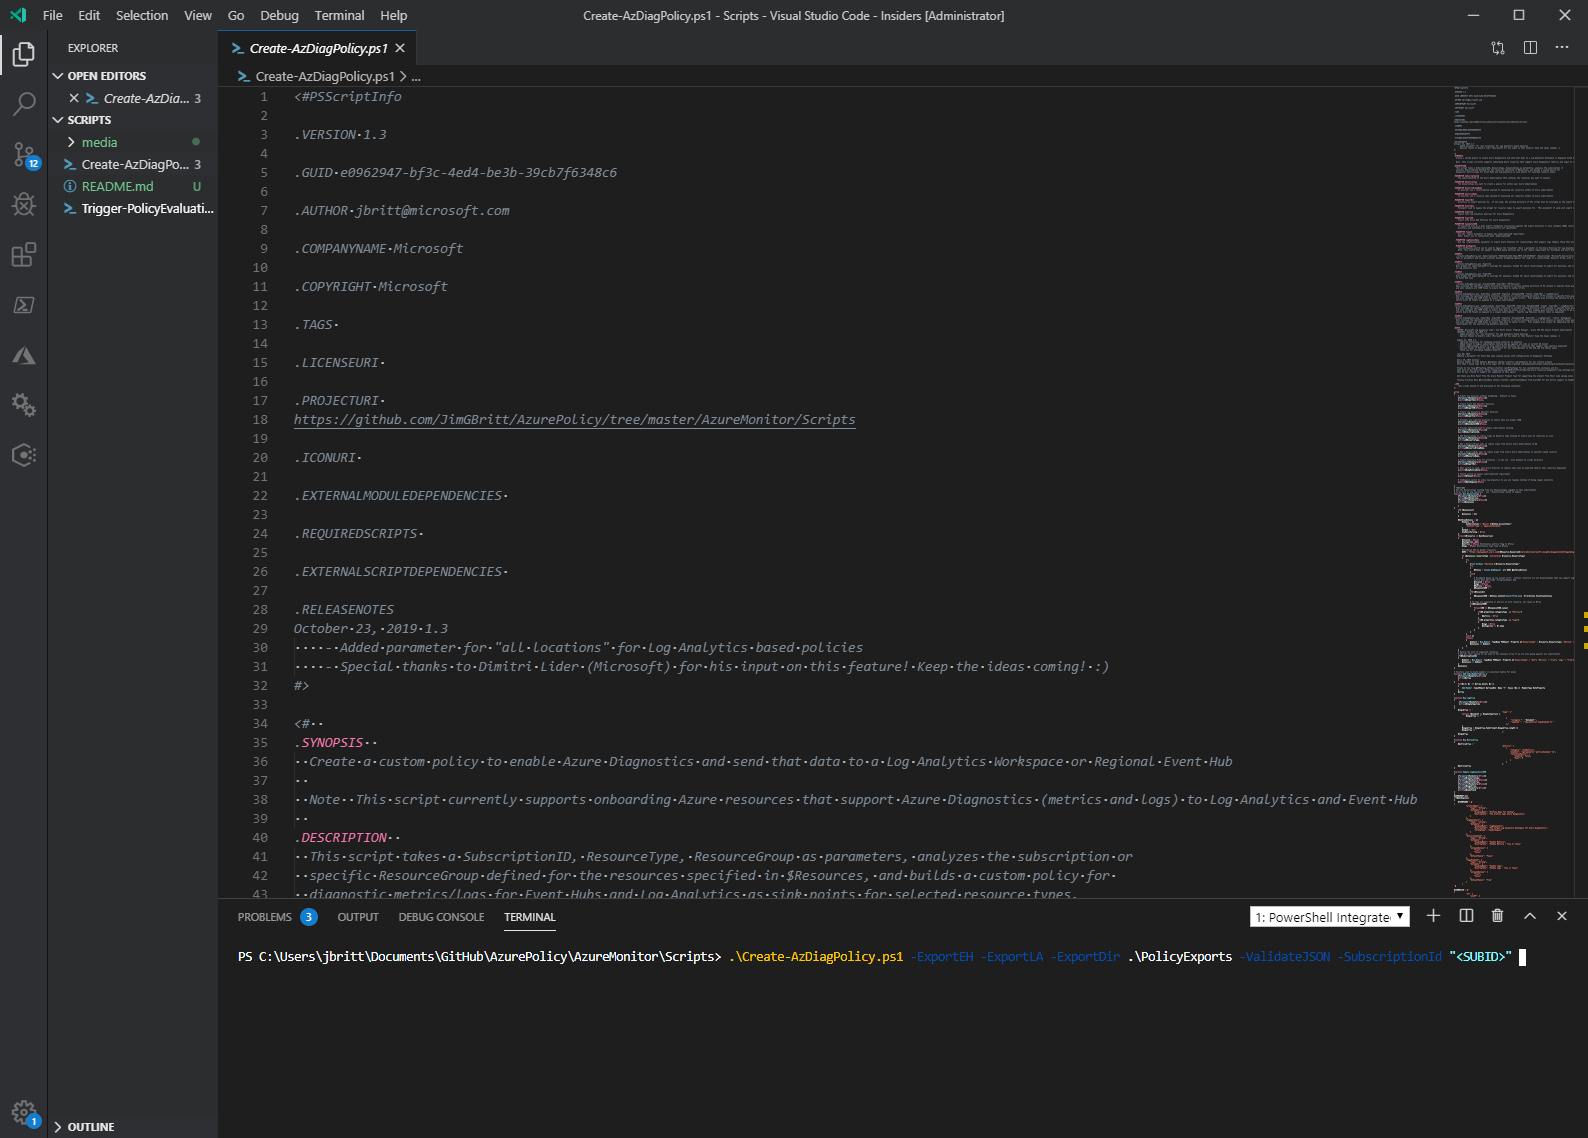 File Edit Selection View Go Debug Terminal Help
Create-AzDiagPolicy.ps1 - Scripts - Visual Studio Code - Insiders [Administrator]
EXPLORER
OPEN EDITORS
Create-AzDia... 3
SCRIPTS
media
Create-AzDiagPo... 3
README.md U
Trigger-PolicyEvaluati...
OUTLINE
12
1
Create-AzDiagPolicy.ps1
Create-AzDiagPolicy.ps1 > ...
1 <#PSScriptInfo
2
3 .VERSION 1.3
4
5 .GUID e0962947-bf3c-4ed4-be3b-39cb7f6348c6
6
7 .AUTHOR jbritt@microsoft.com
8
9 .COMPANYNAME Microsoft
10
11 .COPYRIGHT Microsoft
12
13 .TAGS
14
15 .LICENSEURI
16
17 .PROJECTURI
18 https://github.com/JimGBritt/AzurePolicy/tree/master/AzureMonitor/Scripts
19
20 .ICONURI
21
22 .EXTERNALMODULEDEPENDENCIES
23
24 .REQUIREDSCRIPTS
25
26 .EXTERNALSCRIPTDEPENDENCIES
27
28 .RELEASENOTES
29 October 23, 2019 1.3
30 - Added parameter for "all locations" for Log Analytics based policies
31 - Special thanks to Dimitri Lider (Microsoft) for his input on this feature! Keep the ideas coming! :)
32 #>
33
34 <#
35 .SYNOPSIS
36 Create a custom policy to enable Azure Diagnostics and send that data to a Log Analytics Workspace or Regional Event Hub
37
38 Note This script currently supports onboarding Azure resources that support Azure Diagnostics (metrics and logs) to Log Analytics and Event Hub
39
40 .DESCRIPTION
41 This script takes a SubscriptionID, ResourceType, ResourceGroup as parameters, analyzes the subscription or
42 specific ResourceGroup defined for the resources specified in $Resources, and builds a custom policy for
43 diagnostic metrics/logs for Event Hubs and Log Analytics as sink points for selected resource types.
PROBLEMS 3 OUTPUT DEBUG CONSOLE TERMINAL
1: PowerShell Integrate
PS C:\Users\jbritt\Documents\GitHub\AzurePolicy\AzureMonitor\Scripts> .\Create-AzDiagPolicy.ps1 -ExportEH -ExportLA -ExportDir .\PolicyExports -ValidateJSON -SubscriptionId "<SUBID>"